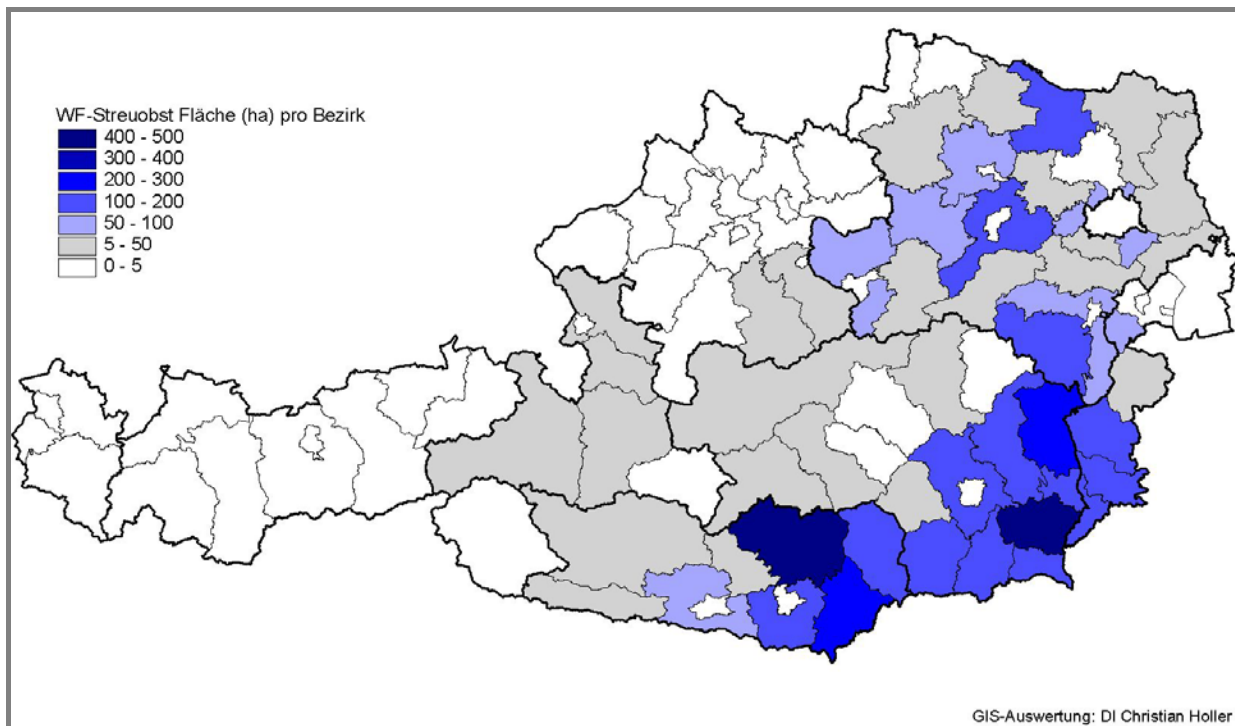 WF-Streuobst Fläche (ha) pro Bezirk
400 - 500
300 - 400
200 - 300
100 - 200
50 - 100
5 - 50
0 - 5
GIS-Auswertung: DI Christian Holler